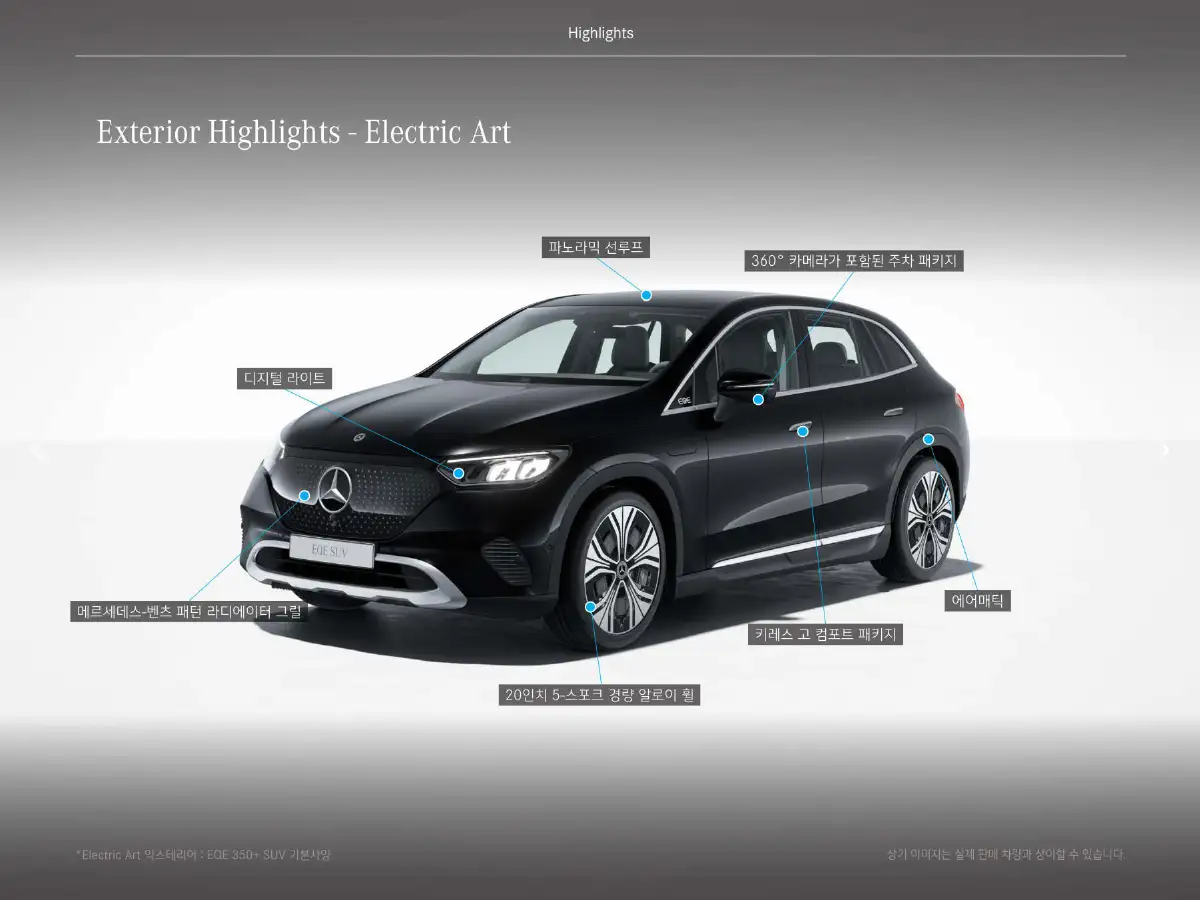 Highlights
Exterior Highlights - Electric Art
파노라믹 선루프
360° 카메라가 포함된 주차 패키지
디지털 라이트
EQE
EQE SUV
에어매틱
메르세데스-벤츠 패턴 라디에이터 그릴
키레스 고 컴포트 패키지
20인치 5-스포크 경량 알로이 휠
*Electric Art 익스테리어 : EQE 350+ SUV 기본사양
상기 이미지는 실제 판매 차량과 상이할 수 있습니다.